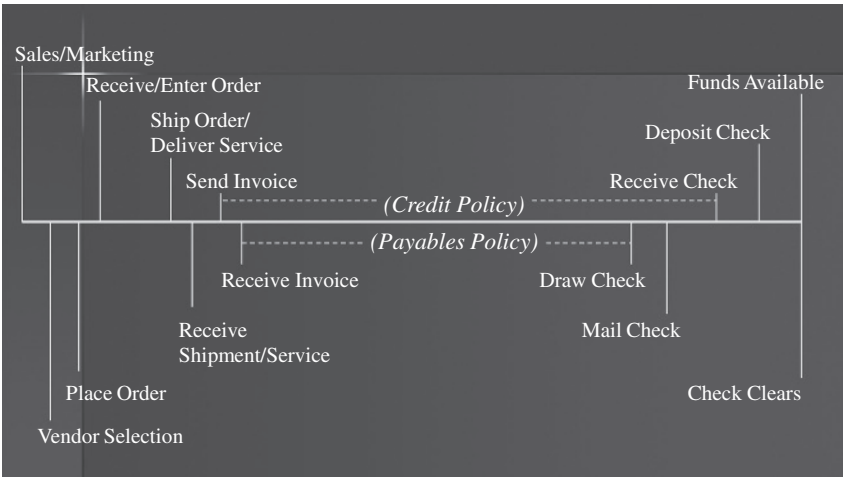 Sales/Marketing
Receive/Enter Order
Funds Available
Ship Order/
Deliver Service
Deposit Check
Send Invoice
Receive Check
(Credit Policy)
(Payables Policy)
Receive Invoice
Draw Check
Receive
Shipment/Service
Mail Check
Place Order
Check Clears
Vendor Selection